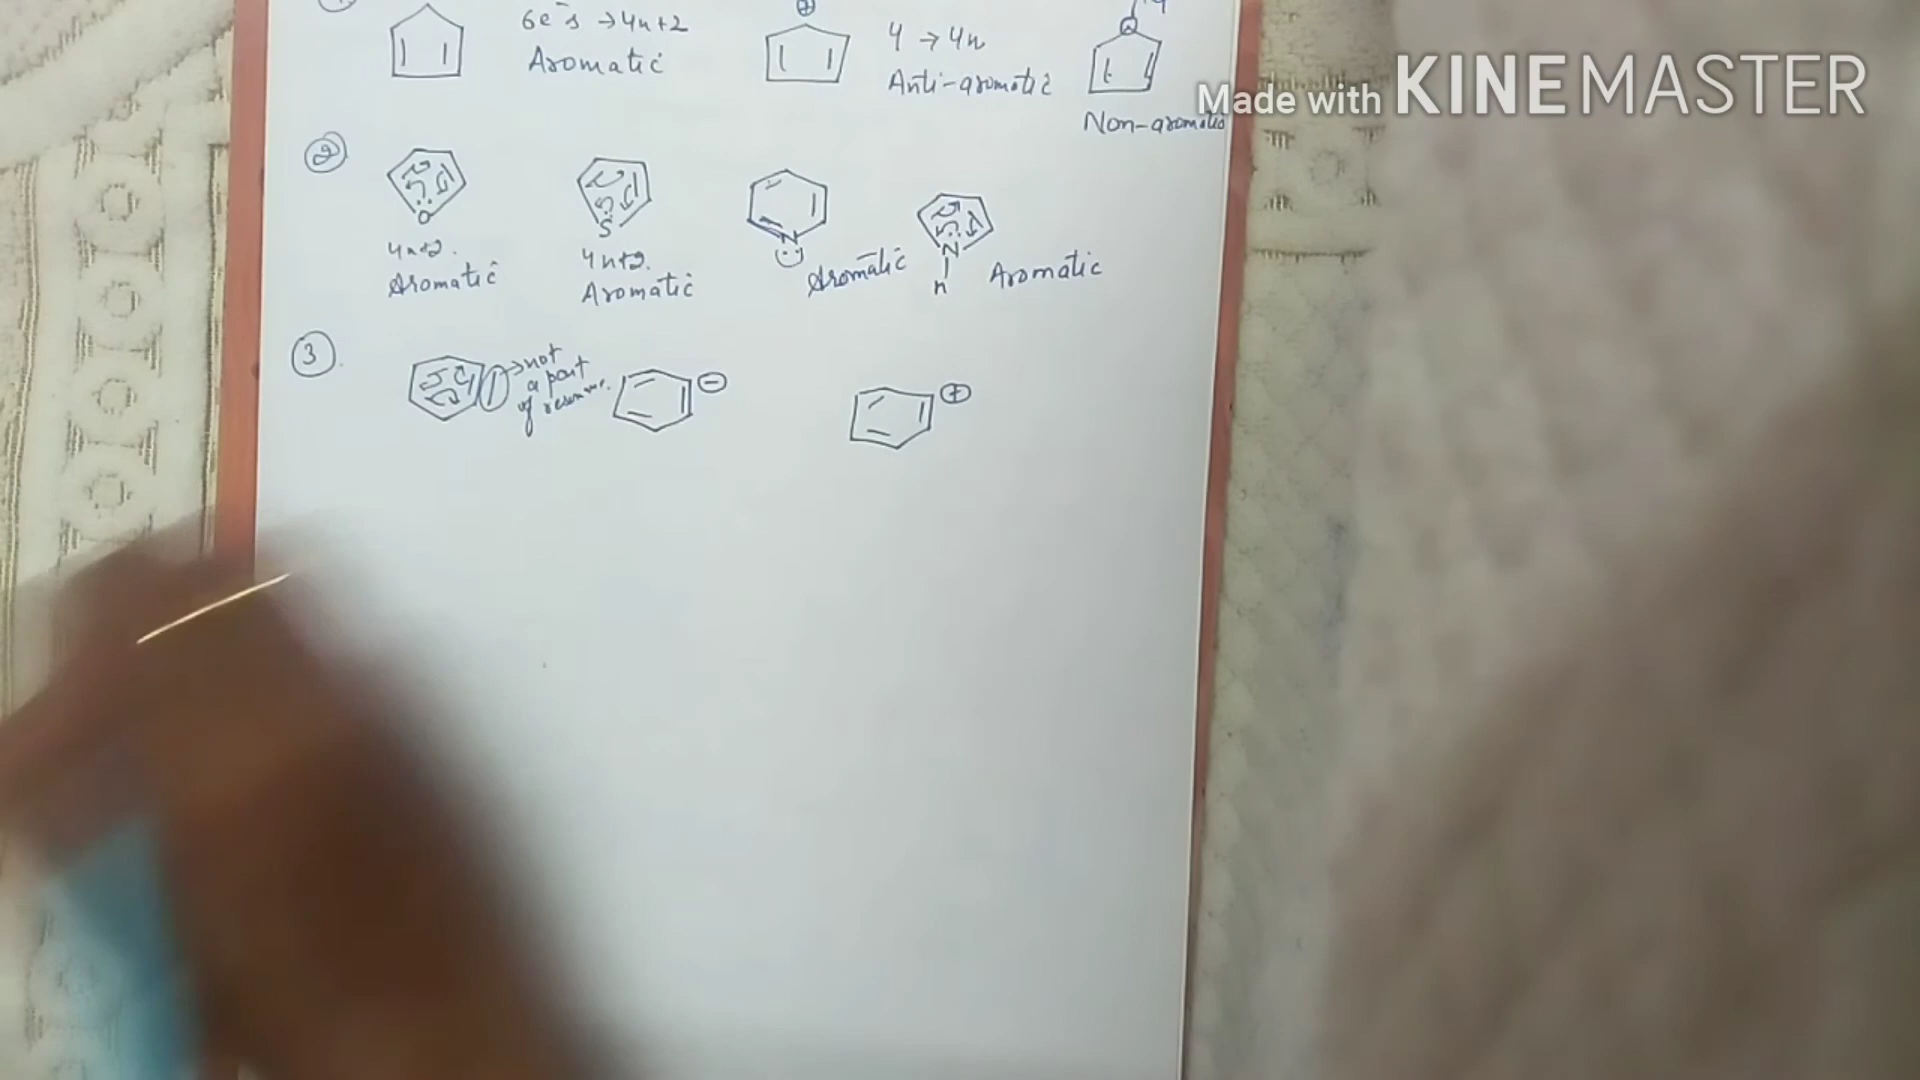 6e⁻s → 4n+2
Aromatic
⊕
4 → 4n
Anti-aromatic
Non-aromatic
Made with KINEMASTER
2
O
4n+2.
Aromatic
S
4n+2.
Aromatic
N
Aromatic
N
H
Aromatic
3.
→ not
a part
of
⊖
⊕